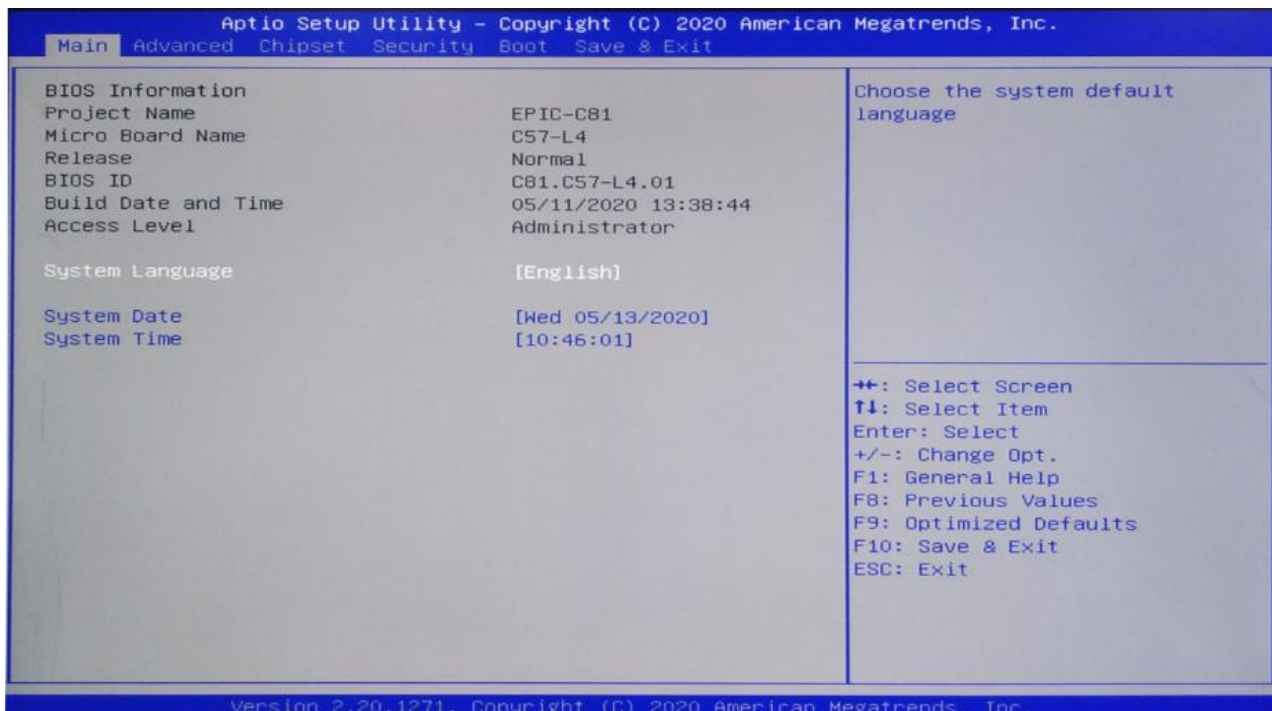 Aptio Setup Utility – Copyright (C) 2020 American Megatrends, Inc.
Main Advanced Chipset Security Boot Save & Exit
BIOS Information
Project Name EPIC-C81
Micro Board Name C57-L4
Release Normal
BIOS ID C81.C57-L4.01
Build Date and Time 05/11/2020 13:38:44
Access Level Administrator
System Language [English]
System Date [Wed 05/13/2020]
System Time [10:46:01]
Choose the system default
language
→←: Select Screen
↑↓: Select Item
Enter: Select
+/-: Change Opt.
F1: General Help
F8: Previous Values
F9: Optimized Defaults
F10: Save & Exit
ESC: Exit
Version 2.20.1271. Copyright (C) 2020 American Megatrends, Inc.